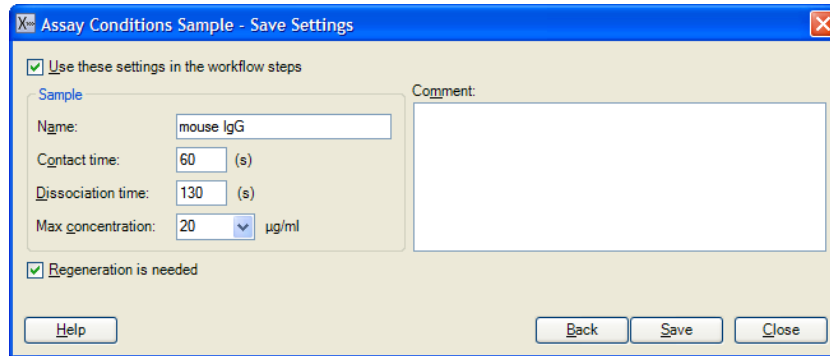 Assay Conditions Sample - Save Settings
Use these settings in the workflow steps
Sample
Name: mouse IgG
Contact time: 60 (s)
Dissociation time: 130 (s)
Max concentration: 20 µg/ml
Regeneration is needed
Comment:
Help Back Save Close